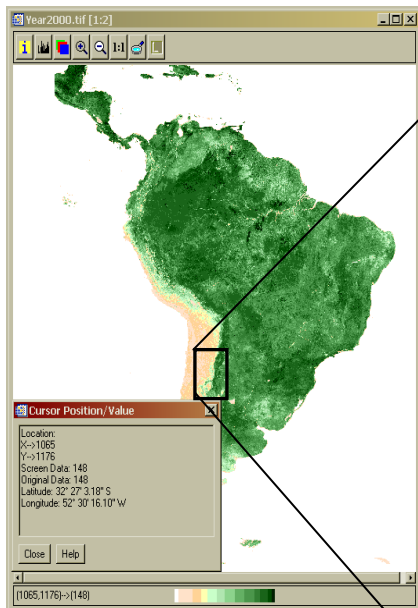 Year2000.tif [1:2]
i 1:1
Cursor Position/Value
Location:
X-->1065
Y-->1176
Screen Data: 148
Original Data: 148
Latitude: 32° 27' 3.18" S
Longitude: 52° 30' 16.10" W
Close Help
(1065,1176)-->(148)